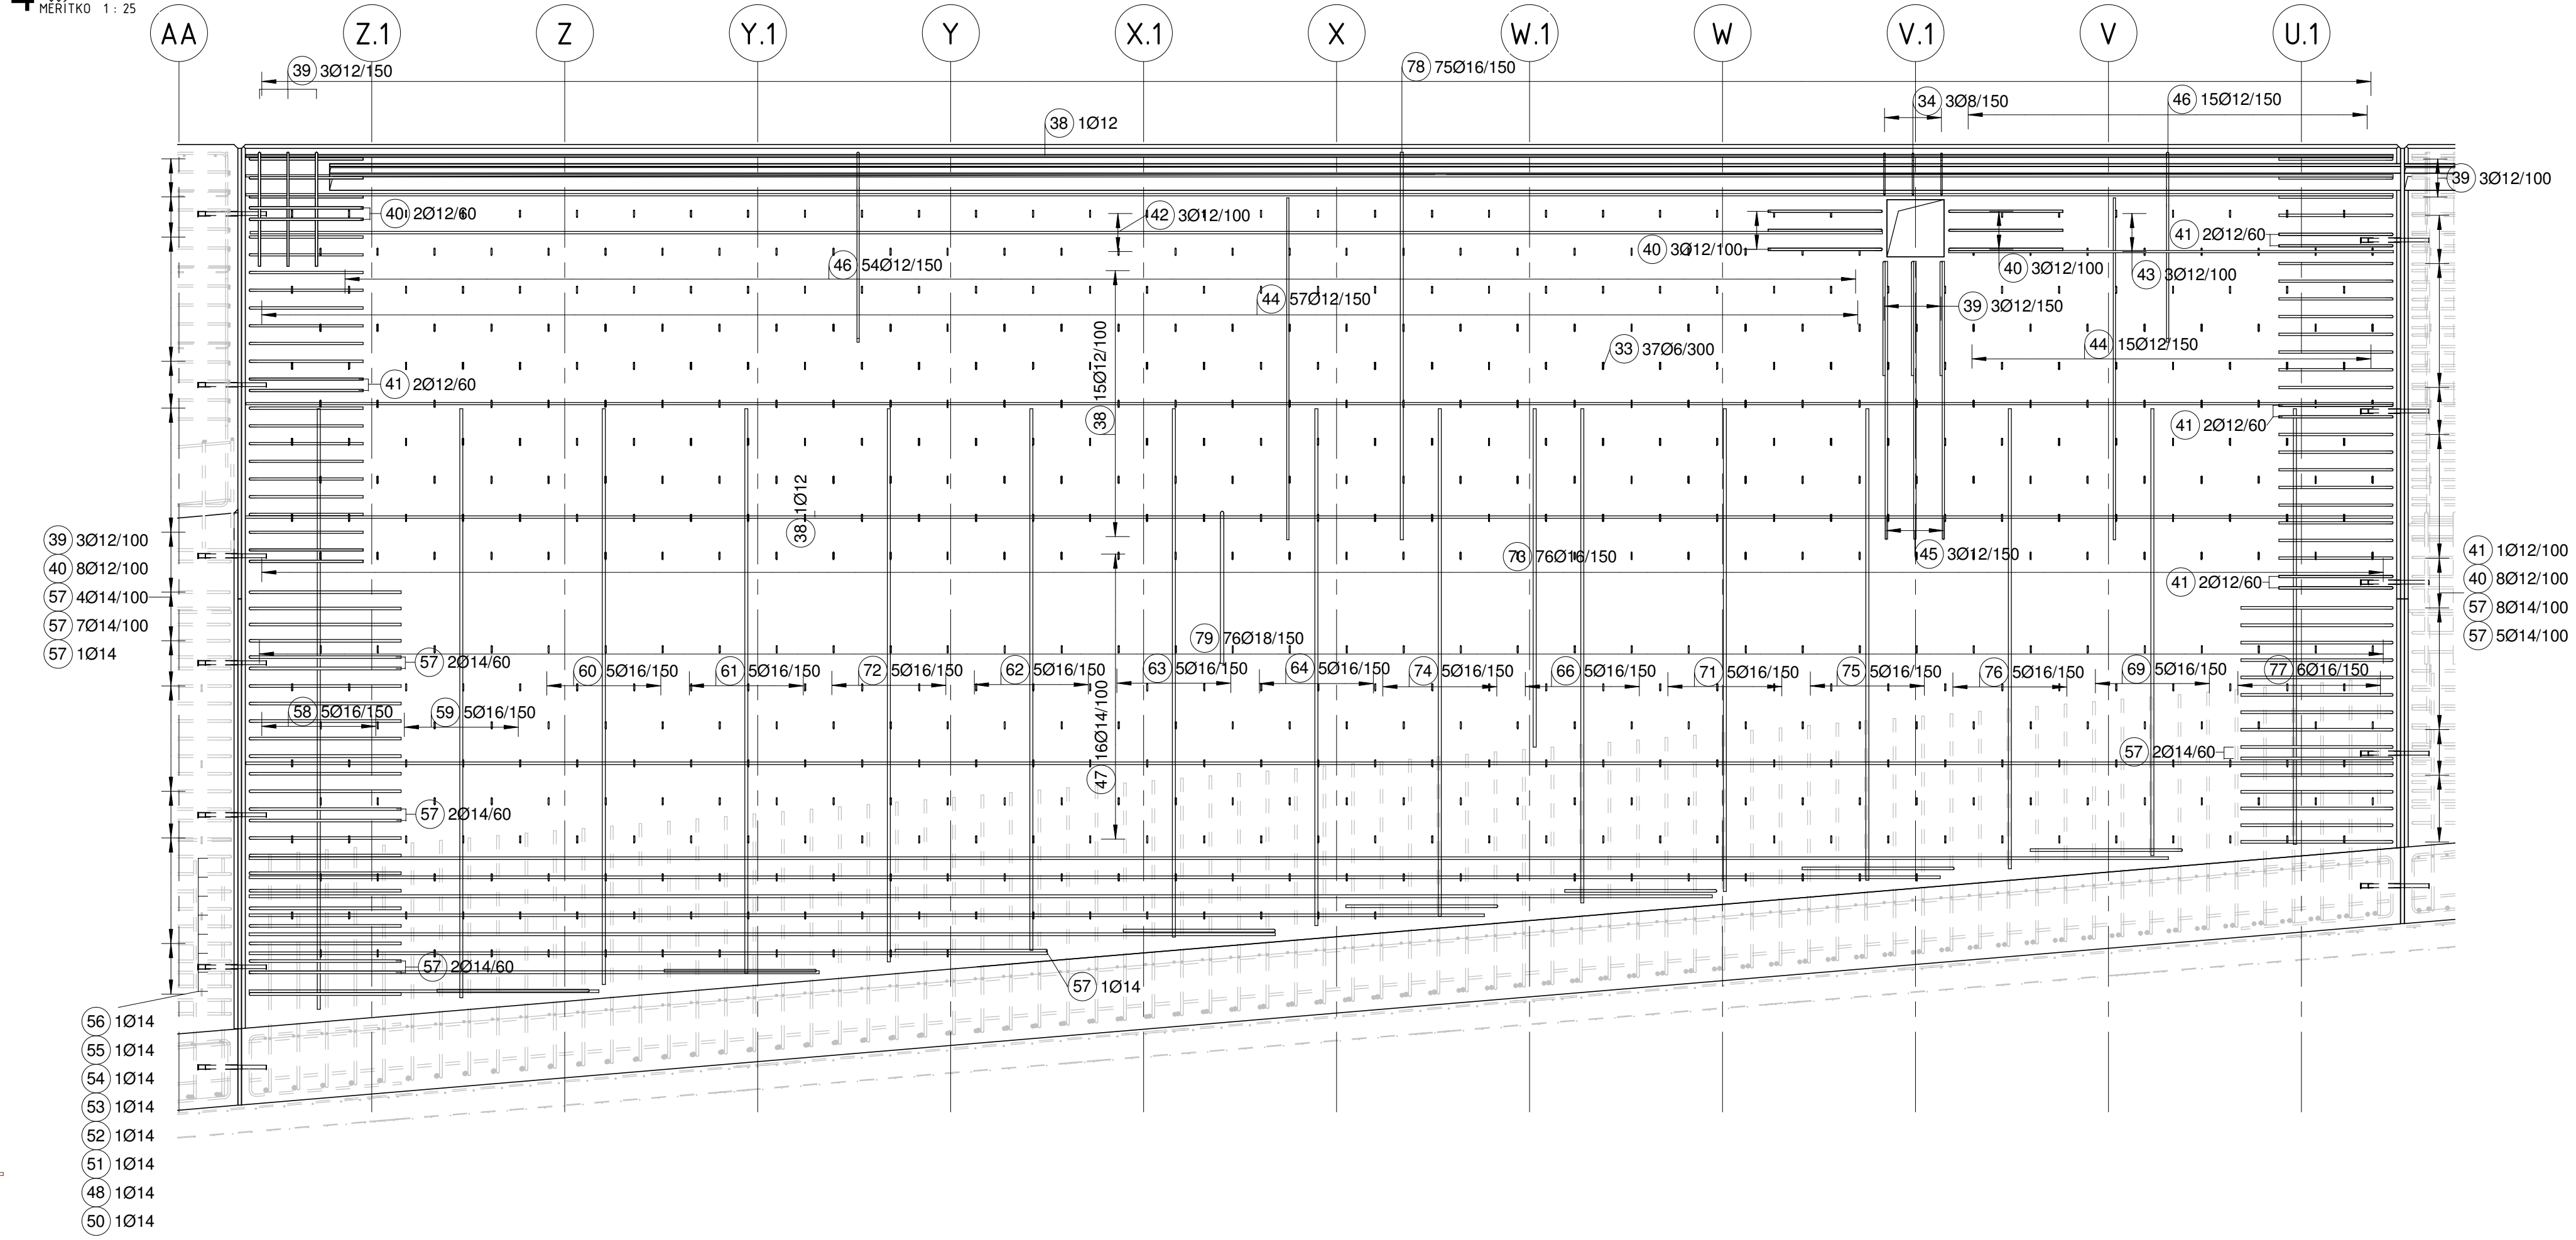 MĚŘÍTKO 1 : 25
AA Z.1 Z Y.1 Y X.1 X W.1 W V.1 V U.1
39 3Ø12/150
78 75Ø16/150
34 3Ø8/150
46 15Ø12/150
38 1Ø12
39 3Ø12/100
40 2Ø12/60
42 3Ø12/100
40 3Ø12/100
41 2Ø12/60
46 54Ø12/150
40 3Ø12/100
43 3Ø12/100
44 57Ø12/150
39 3Ø12/150
38 15Ø12/100
33 37Ø6/300
44 15Ø12/150
41 2Ø12/60
41 2Ø12/60
38 1Ø12
39 3Ø12/100
40 8Ø12/100
57 4Ø14/100
57 7Ø14/100
57 1Ø14
76Ø16/150
45 3Ø12/150
41 2Ø12/60
41 1Ø12/100
40 8Ø12/100
57 8Ø14/100
57 5Ø14/100
79 76Ø18/150
57 2Ø14/60
60 5Ø16/150
61 5Ø16/150
72 5Ø16/150
62 5Ø16/150
63 5Ø16/150
64 5Ø16/150
74 5Ø16/150
66 5Ø16/150
71 5Ø16/150
75 5Ø16/150
76 5Ø16/150
69 5Ø16/150
77 6Ø16/150
58 5Ø16/150
59 5Ø16/150
47 16Ø14/100
57 2Ø14/60
57 2Ø14/60
57 2Ø14/60
57 1Ø14
56 1Ø14
55 1Ø14
54 1Ø14
53 1Ø14
52 1Ø14
51 1Ø14
48 1Ø14
50 1Ø14